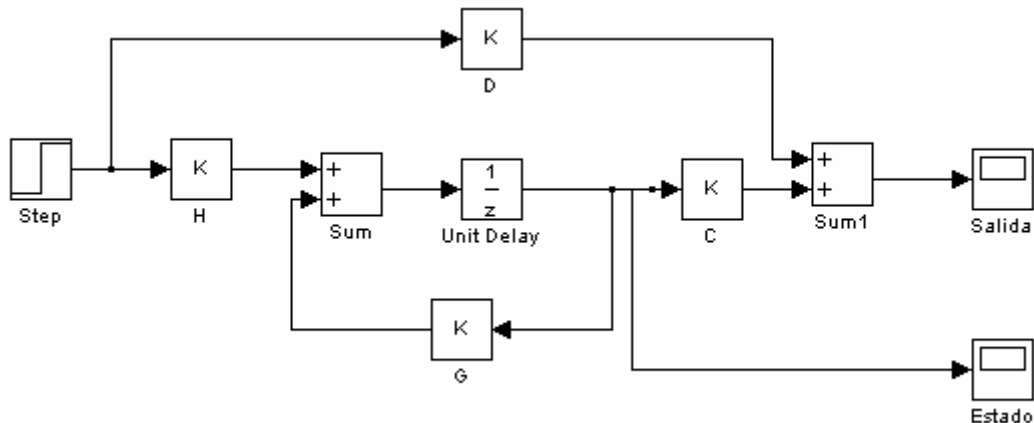 K
D
Step
K
H
+
+
Sum
1
z
Unit Delay
K
C
+
+
Sum1
Salida
K
G
Estado